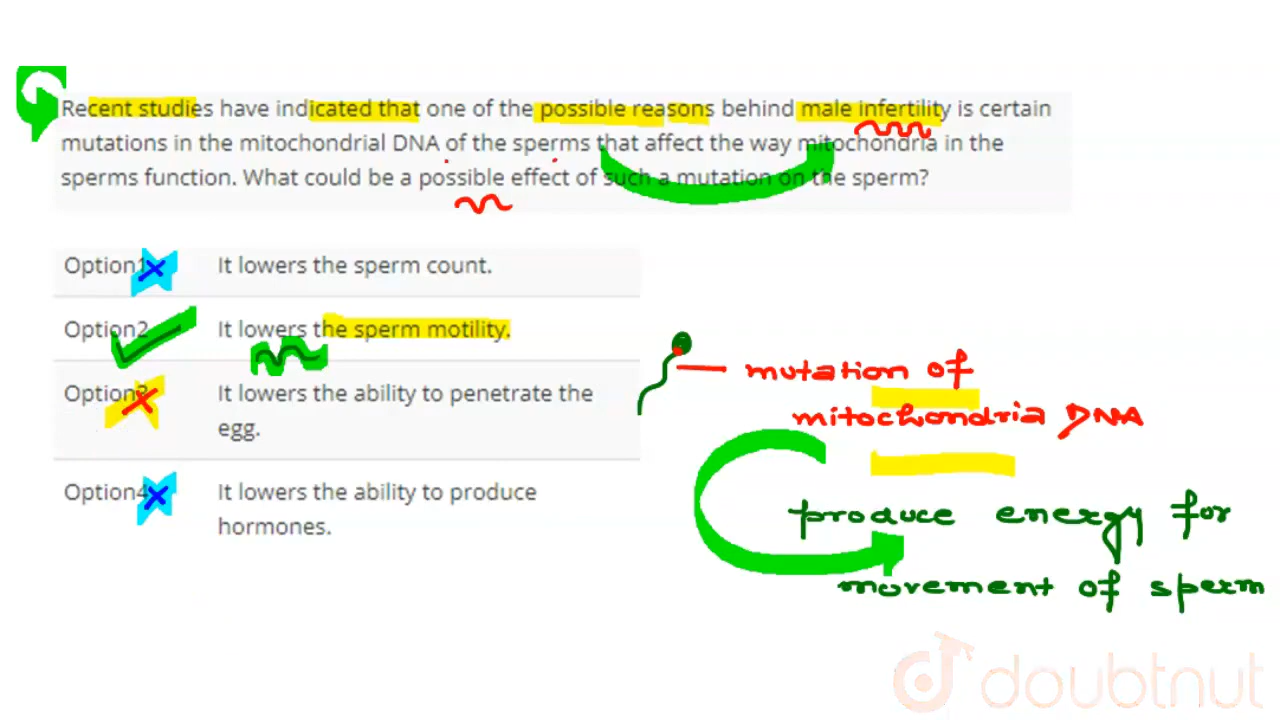 Recent studies have indicated that one of the possible reasons behind male infertility is certain
mutations in the mitochondrial DNA of the sperms that affect the way mitochondria in the
sperms function. What could be a possible effect of such a mutation on the sperm?
Option1 It lowers the sperm count.
Option2 It lowers the sperm motility.
Option3 It lowers the ability to penetrate the
egg.
Option4 It lowers the ability to produce
hormones.
mutation of
mitochondria DNA
produce energy for
movement of sperm
doubtnut